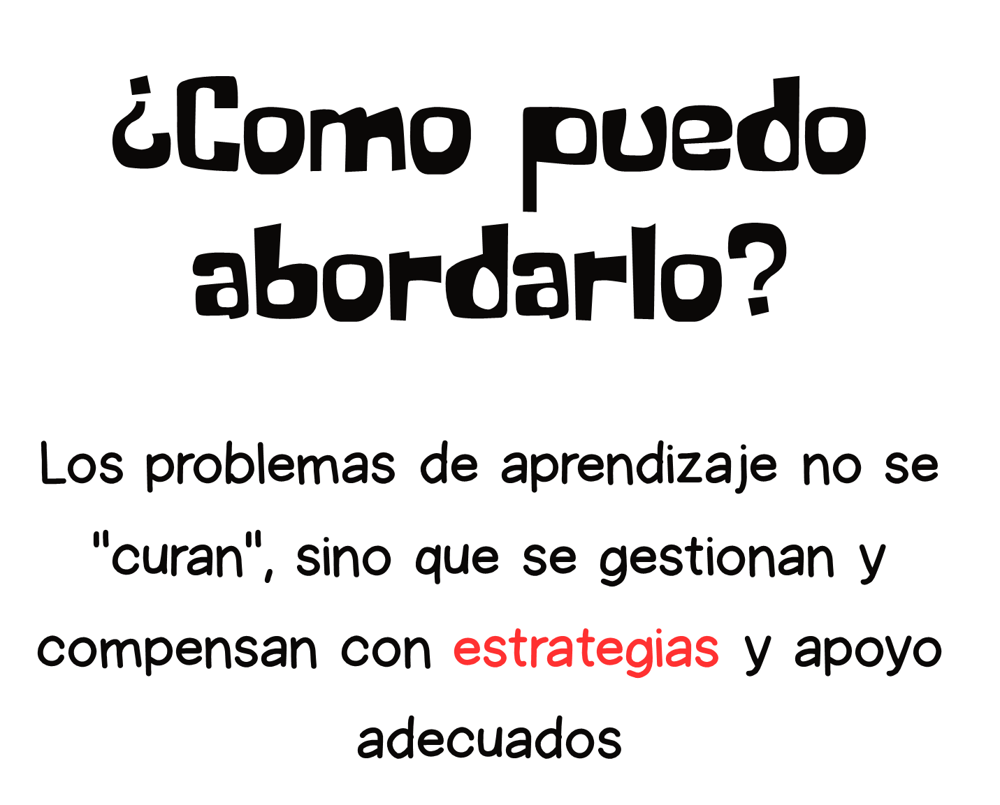 ¿Como puedo
abordarlo?
Los problemas de aprendizaje no se
"curan", sino que se gestionan y
compensan con estrategias y apoyo
adecuados